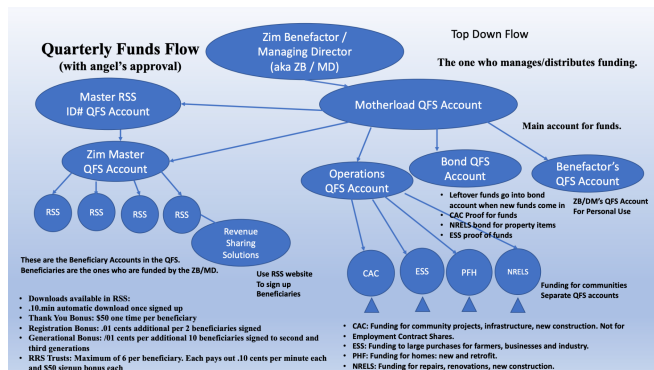 Quarterly Funds Flow
(with angel's approval)
Zim Benefactor /
Managing Director
(aka ZB / MD)
Top Down Flow
The one who manages/distributes funding.
Master RSS
ID# QFS Account
Motherload QFS Account
Main account for funds.
Zim Master
QFS Account
Operations
QFS Account
Bond QFS
Account
Benefactor's
QFS Account
• Leftover funds go into bond
account when new funds come in
• CAC Proof for funds
• NRELS bond for property items
• ESS proof of funds
ZB/DM's QFS Account
For Personal Use
RSS
RSS
RSS
RSS
Revenue
Sharing
Solutions
These are the Beneficiary Accounts in the QFS.
Beneficiaries are the ones who are funded by the ZB/MD.
Use RSS website
To sign up
Beneficiaries
CAC
ESS
PFH
NRELS
Funding for communities
Separate QFS accounts
• Downloads available in RSS:
• .10.min automatic download once signed up
• Thank You Bonus: $50 one time per beneficiary
• Registration Bonus: .01 cents additional per 2 beneficiaries signed
• Generational Bonus: /01 cents per additional 10 beneficiaries signed to second and
third generations
• RRS Trusts: Maximum of 6 per beneficiary. Each pays out .10 cents per minute each
and $50 signup bonus each
• CAC: Funding for community projects, infrastructure, new construction. Not for
• Employment Contract Shares.
• ESS: Funding to large purchases for farmers, businesses and industry.
• PHF: Funding for homes: new and retrofit.
• NRELS: Funding for repairs, renovations, new construction.